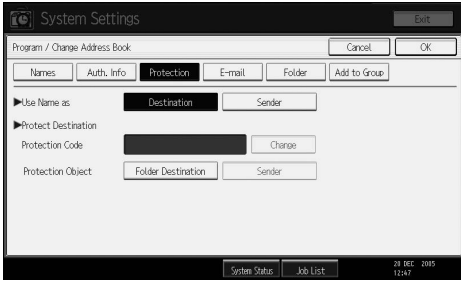 System Settings
Exit
Program / Change Address Book
Cancel
OK
Names
Auth. Info
Protection
E-mail
Folder
Add to Group
▶Use Name as
Destination
Sender
▶Protect Destination
Protection Code
Change
Protection Object
Folder Destination
Sender
System Status
Job List
28 DEC 2005
12:47